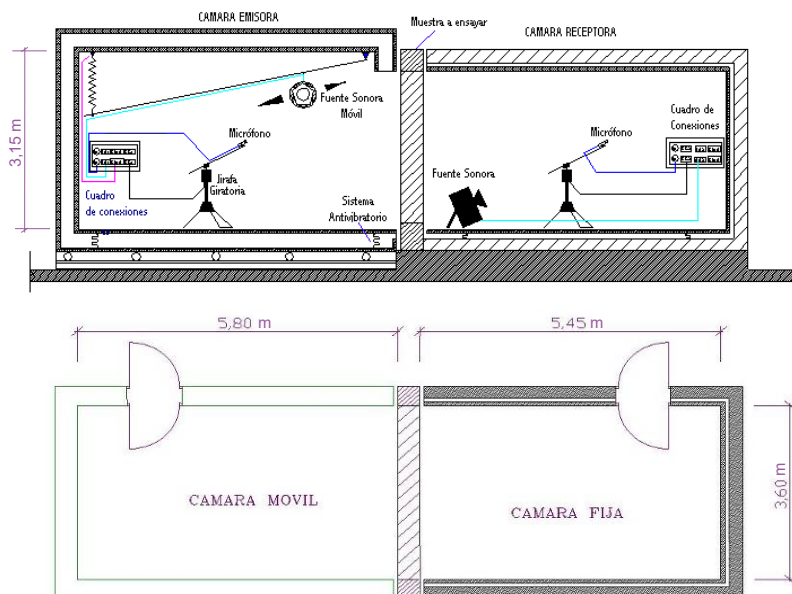 CAMARA EMISORA
Muestra a ensayar
CAMARA RECEPTORA
Fuente Sonora
Móvil
Micrófono
Jirafa
Giratoria
Cuadro
de conexiones
Sistema
Antivibratorio
3,15 m
Cuadro de
Conexiones
Micrófono
Fuente Sonora
5,80 m
5,45 m
CAMARA MOVIL
CAMARA FIJA
3,60 m